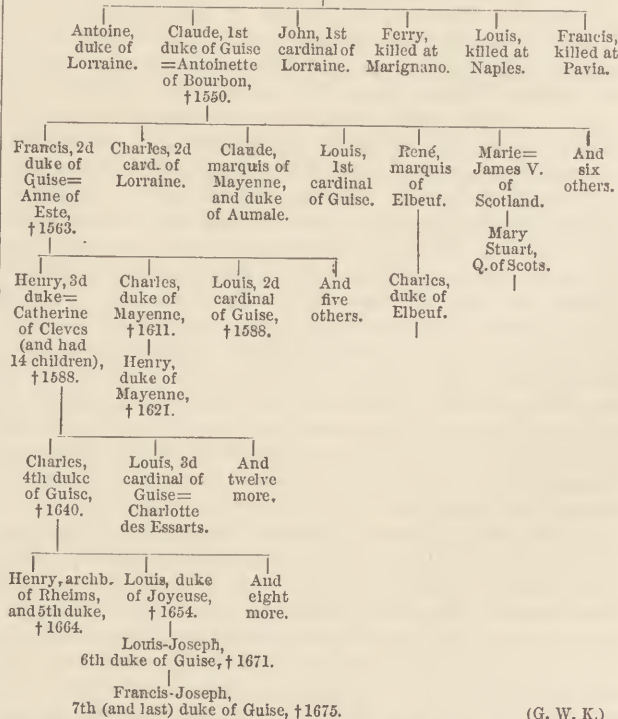 Antoine,
duke of
Lorraine.
Claude, 1st
duke of Guise
=Antoinette
of Bourbon,
†1550.
John, 1st
cardinal of
Lorraine.
Ferry,
killed at
Marignano.
Louis,
killed at
Naples.
Francis,
killed at
Pavia.
Francis, 2d
duke of
Guise=
Anne of
Este,
†1563.
Charles, 2d
card. of
Lorraine.
Claude,
marquis of
Mayenne,
and duke
of Aumale.
Louis,
1st
cardinal
of Guise.
René,
marquis
of
Elbeuf.
Marie=
James V.
of
Scotland.
And
six
others.
Mary
Stuart,
Q. of Scots.
Henry, 3d
duke=
Catherine
of Cleves
(and had
14 children),
†1588.
Charles,
duke of
Mayenne,
†1611.
Louis, 2d
cardinal
of Guise,
†1588.
And
five
others.
Charles,
duke of
Elbeuf.
Henry,
duke of
Mayenne,
†1621.
Charles,
4th duke
of Guise,
†1640.
Louis, 3d
cardinal of
Guise=
Charlotte
des Essarts.
And
twelve
more.
Henry, archb.
of Rheims,
and 5th duke,
†1664.
Louis, duke
of Joyeuse,
†1654.
And
eight
more.
Louis-Joseph,
6th duke of Guise, †1671.
Francis-Joseph,
7th (and last) duke of Guise, †1675.
(G. W. K.)